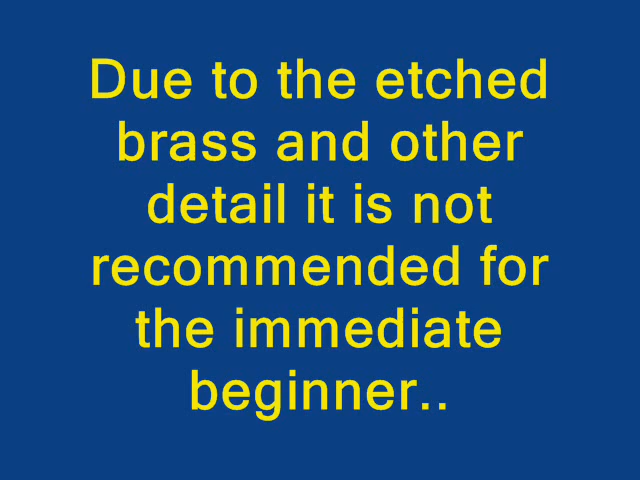 Due to the etched
brass and other
detail it is not
recommended for
the immediate
beginner..